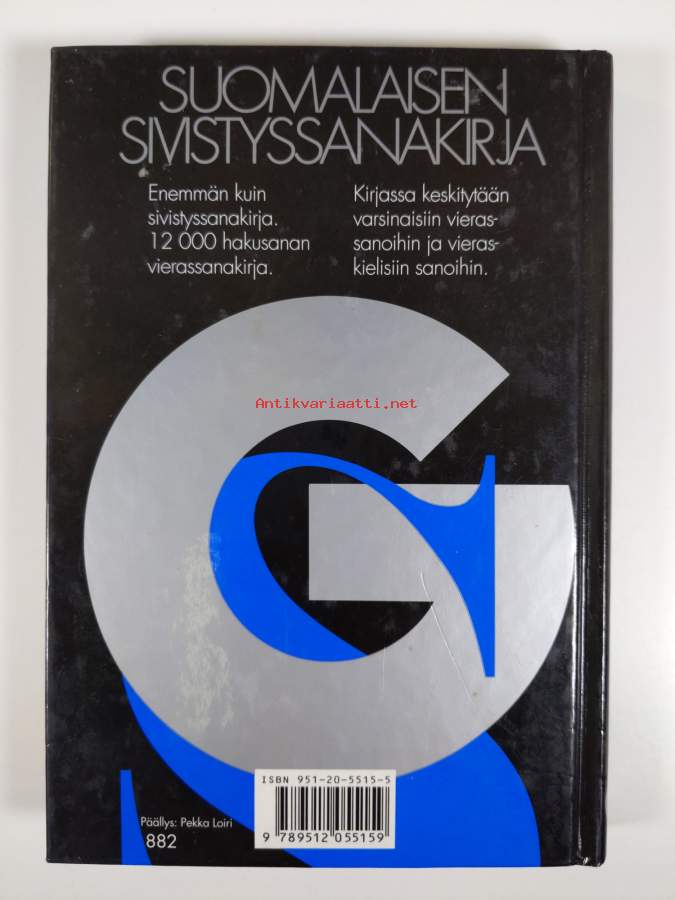 SUOMALAISEN
SIVISTYSSANAKIRJA
Enemmän kuin
sivistyssanakirja.
12 000 hakusanan
vierassanakirja.
Kirjassa keskitytään
varsinaisiin vieras-
sanoihin ja vieras-
kielisiin sanoihin.
Antikvariaatti.net
G
S
ISBN 951-20-5515-5
9 789512 055159
Päällys: Pekka Loiri
882